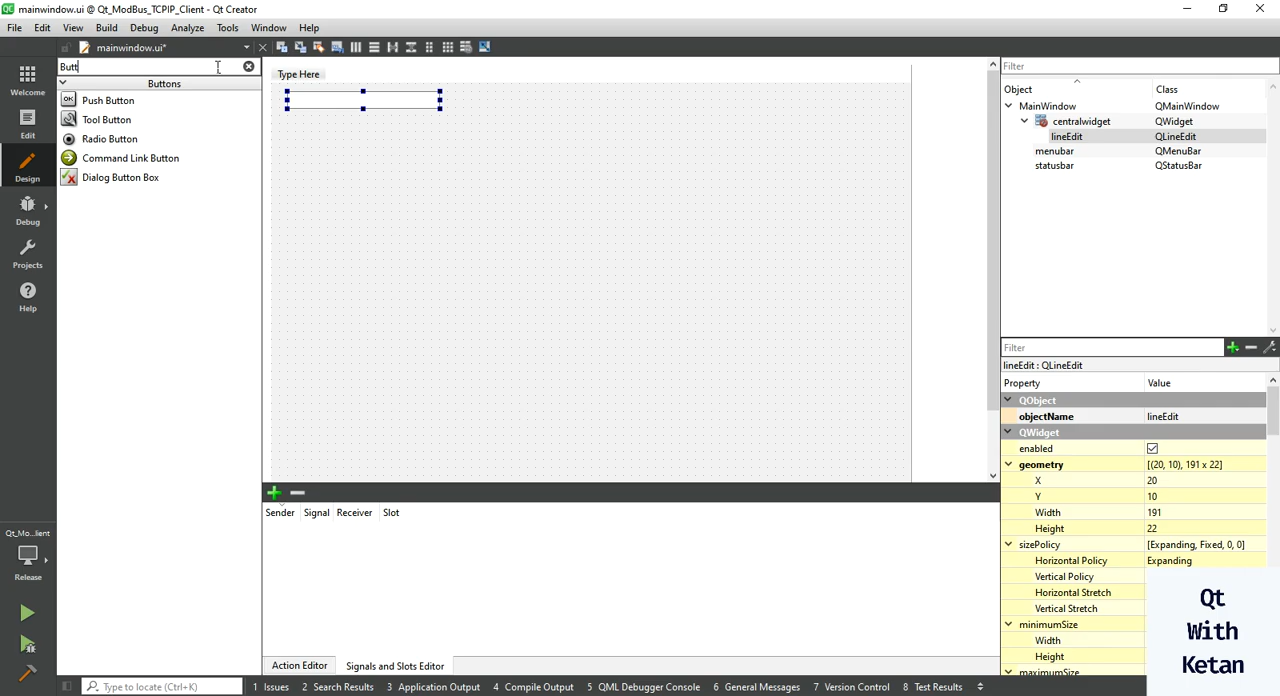 mainwindow.ui @ Qt_ModBus_TCPIP_Client - Qt Creator
File Edit View Build Debug Analyze Tools Window Help
mainwindow.ui*
Butt
Buttons
Push Button
Tool Button
Radio Button
Command Link Button
Dialog Button Box
Welcome
Edit
Design
Debug
Projects
Help
Qt_Mo...lient
Release
Type Here
Sender Signal Receiver Slot
Action Editor Signals and Slots Editor
Filter
Object Class
MainWindow QMainWindow
centralwidget QWidget
lineEdit QLineEdit
menubar QMenuBar
statusbar QStatusBar
Filter
lineEdit : QLineEdit
Property Value
QObject
objectName lineEdit
QWidget
enabled
geometry [(20, 10), 191 x 22]
X 20
Y 10
Width 191
Height 22
sizePolicy [Expanding, Fixed, 0, 0]
Horizontal Policy Expanding
Vertical Policy
Horizontal Stretch
Vertical Stretch
minimumSize
Width
Height
maximumSize
Qt
With
Ketan
Type to locate (Ctrl+K) 1 Issues 2 Search Results 3 Application Output 4 Compile Output 5 QML Debugger Console 6 General Messages 7 Version Control 8 Test Results